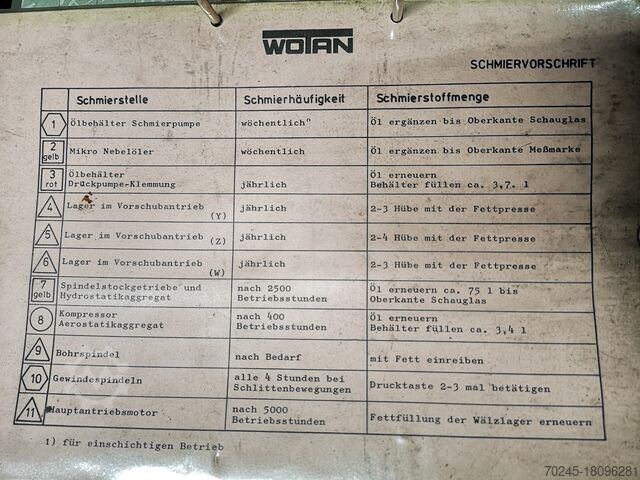 WOTAN
SCHMIERVORSCHRIFT
Schmierstelle Schmierhäufigkeit Schmierstoffmenge
1 Ölbehälter Schmierpumpe wöchentlich¹⁾ Öl ergänzen bis Oberkante Schauglas
2 gelb Mikro Nebelöler wöchentlich Öl ergänzen bis Oberkante Meßmarke
3 rot Ölbehälter Druckpumpe-Klemmung jährlich Öl erneuern Behälter füllen ca. 3,7. l
4 Lager im Vorschubantrieb (Y) jährlich 2-3 Hübe mit der Fettpresse
5 Lager im Vorschubantrieb (Z) jährlich 2-4 Hübe mit der Fettpresse
6 Lager im Vorschubantrieb (W) jährlich 2-3 Hübe mit der Fettpresse
7 gelb Spindelstockgetriebe und Hydrostatikaggregat nach 2500 Betriebsstunden Öl erneuern ca. 75 l bis Oberkante Schauglas
8 Kompressor Aerostatikaggregat nach 400 Betriebsstunden Öl erneuern Behälter füllen ca. 3,4 l
9 Bohrspindel nach Bedarf mit Fett einreiben
10 Gewindespindeln alle 4 Stunden bei Schlittenbewegungen Drucktaste 2-3 mal betätigen
11 Hauptantriebsmotor nach 5000 Betriebsstunden Fettfüllung der Wälzlager erneuern
1) für einschichtigen Betrieb
70245-18096281